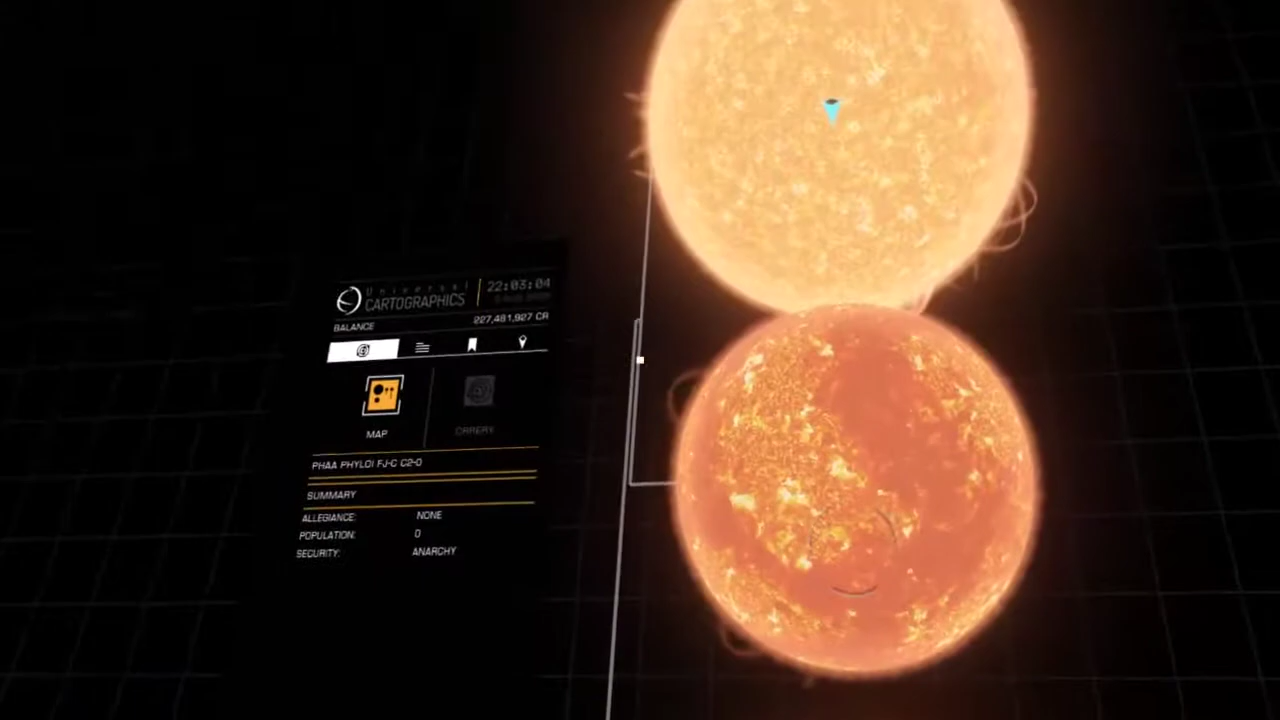 Universal
CARTOGRAPHICS
22:03:04
BALANCE 227,481,927 CR
MAP ORRERY
PHAA PHYLOI FJ-C C2-0
SUMMARY
ALLEGIANCE: NONE
POPULATION: 0
SECURITY: ANARCHY